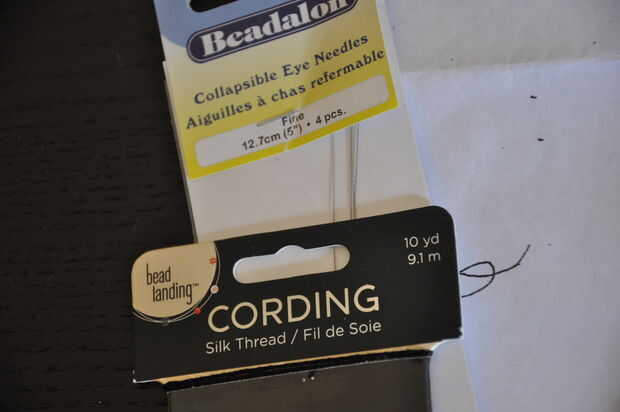 Beadalon
Collapsible Eye Needles
Aiguilles à chas refermable
Fine
12.7cm (5") • 4 pcs.
10 yd
9.1 m
bead
landing™
CORDING
Silk Thread / Fil de Soie